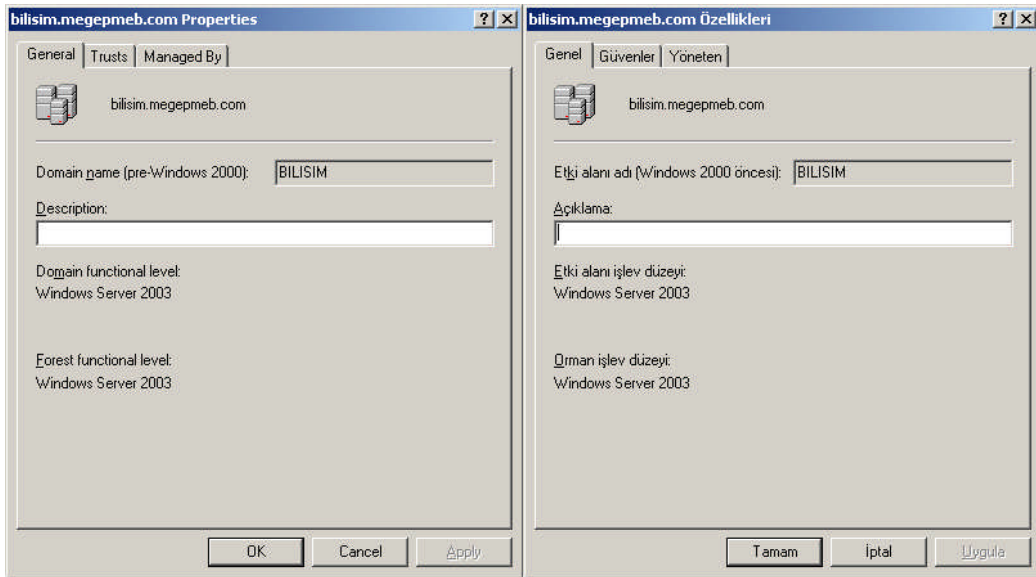 bilisim.megepmeb.com Properties
General Trusts Managed By
bilisim.megepmeb.com
Domain name (pre-Windows 2000): BILISIM
Description:
Domain functional level:
Windows Server 2003
Forest functional level:
Windows Server 2003
OK Cancel Apply
bilisim.megepmeb.com Özellikleri
Genel Güvenler Yöneten
bilisim.megepmeb.com
Etki alanı adı (Windows 2000 öncesi): BILISIM
Açıklama:
Etki alanı işlev düzeyi:
Windows Server 2003
Orman işlev düzeyi:
Windows Server 2003
Tamam İptal Uygula